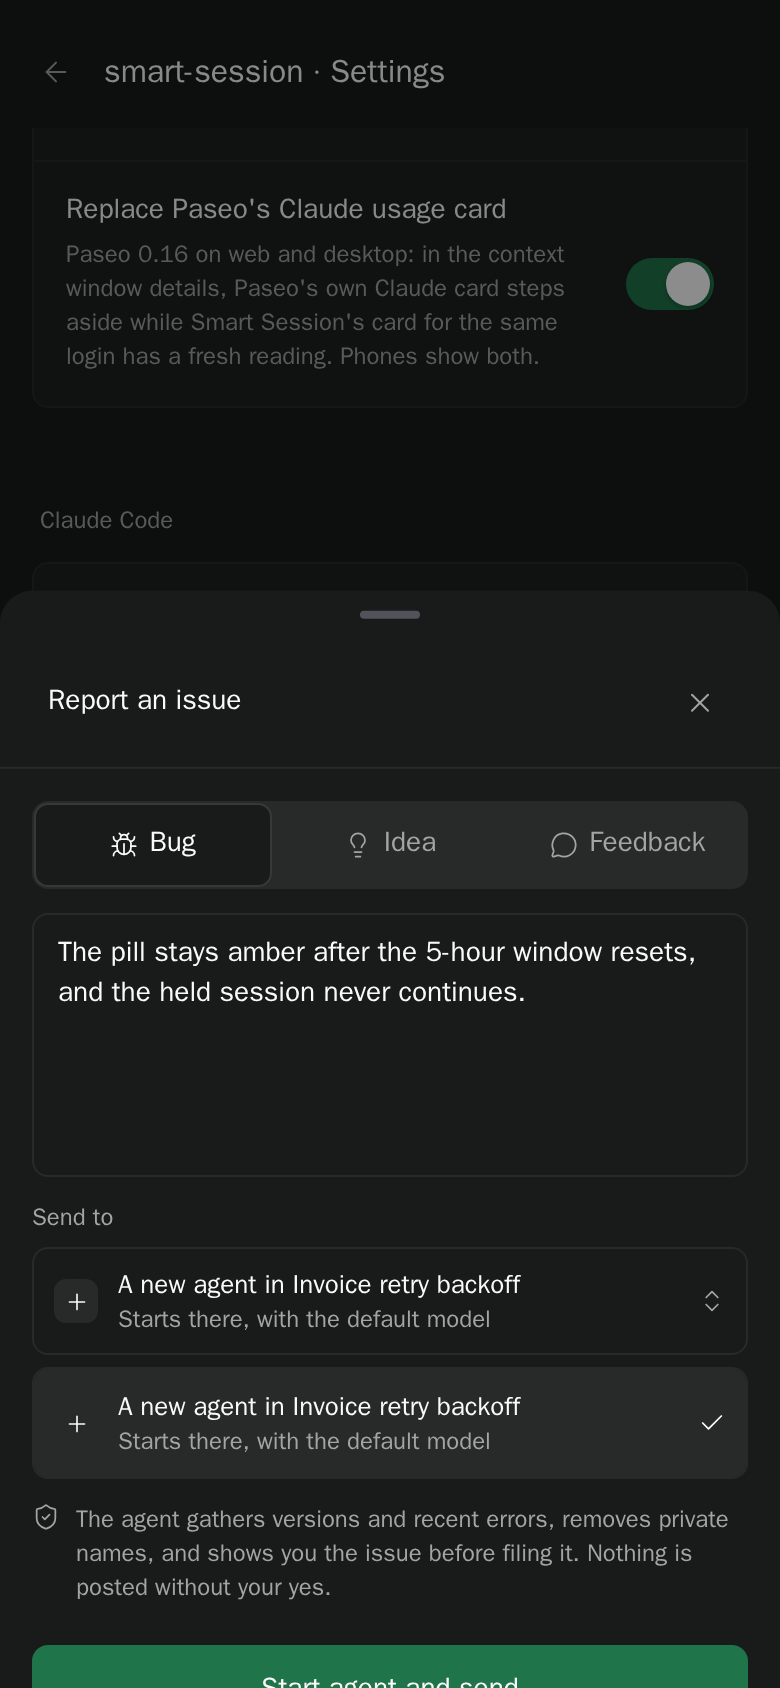 smart-session · Settings
Replace Paseo's Claude usage card
Paseo 0.16 on web and desktop: in the context
window details, Paseo's own Claude card steps
aside while Smart Session's card for the same
login has a fresh reading. Phones show both.
Claude Code
Report an issue
Bug
Idea
Feedback
The pill stays amber after the 5-hour window resets,
and the held session never continues.
Send to
A new agent in Invoice retry backoff
Starts there, with the default model
A new agent in Invoice retry backoff
Starts there, with the default model
The agent gathers versions and recent errors, removes private
names, and shows you the issue before filing it. Nothing is
posted without your yes.
Start agent and send